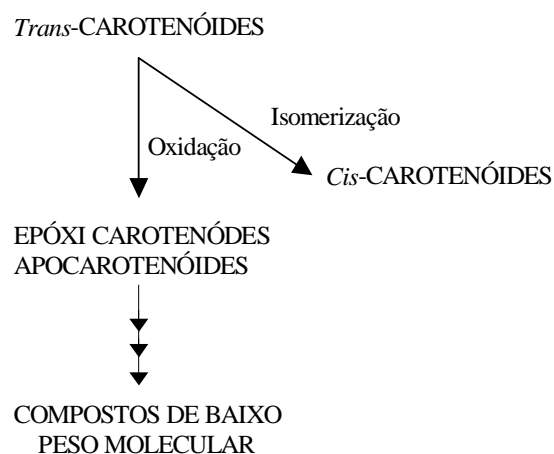 Trans-CAROTENÓIDES
Isomerização
Oxidação
Cis-CAROTENÓIDES
EPÓXI CAROTENÓDES
APOCAROTENÓIDES
COMPOSTOS DE BAIXO
PESO MOLECULAR